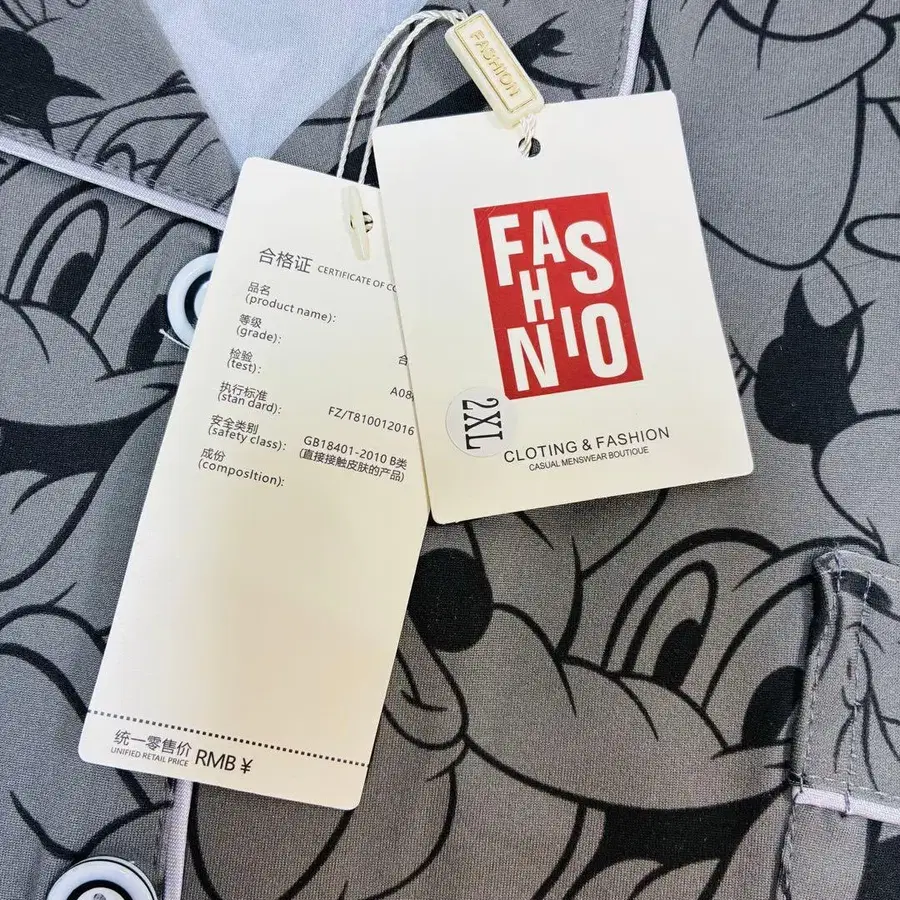 FASHION
合格证 CERTIFICATE OF CO
品名
(product name):
等级
(grade):
检验
(test): 合
执行标准 A08
(stan dard): FZ/T810012016
安全类别
(safety class): GB18401-2010 B类
(直接接触皮肤的产品)
成份
(composItion):
统一零售价
UNIFIED RETAIL PRICE RMB ¥
FAS
H
NIO
2XL
CLOTING & FASHION
CASUAL MENSWEAR BOUTIQUE